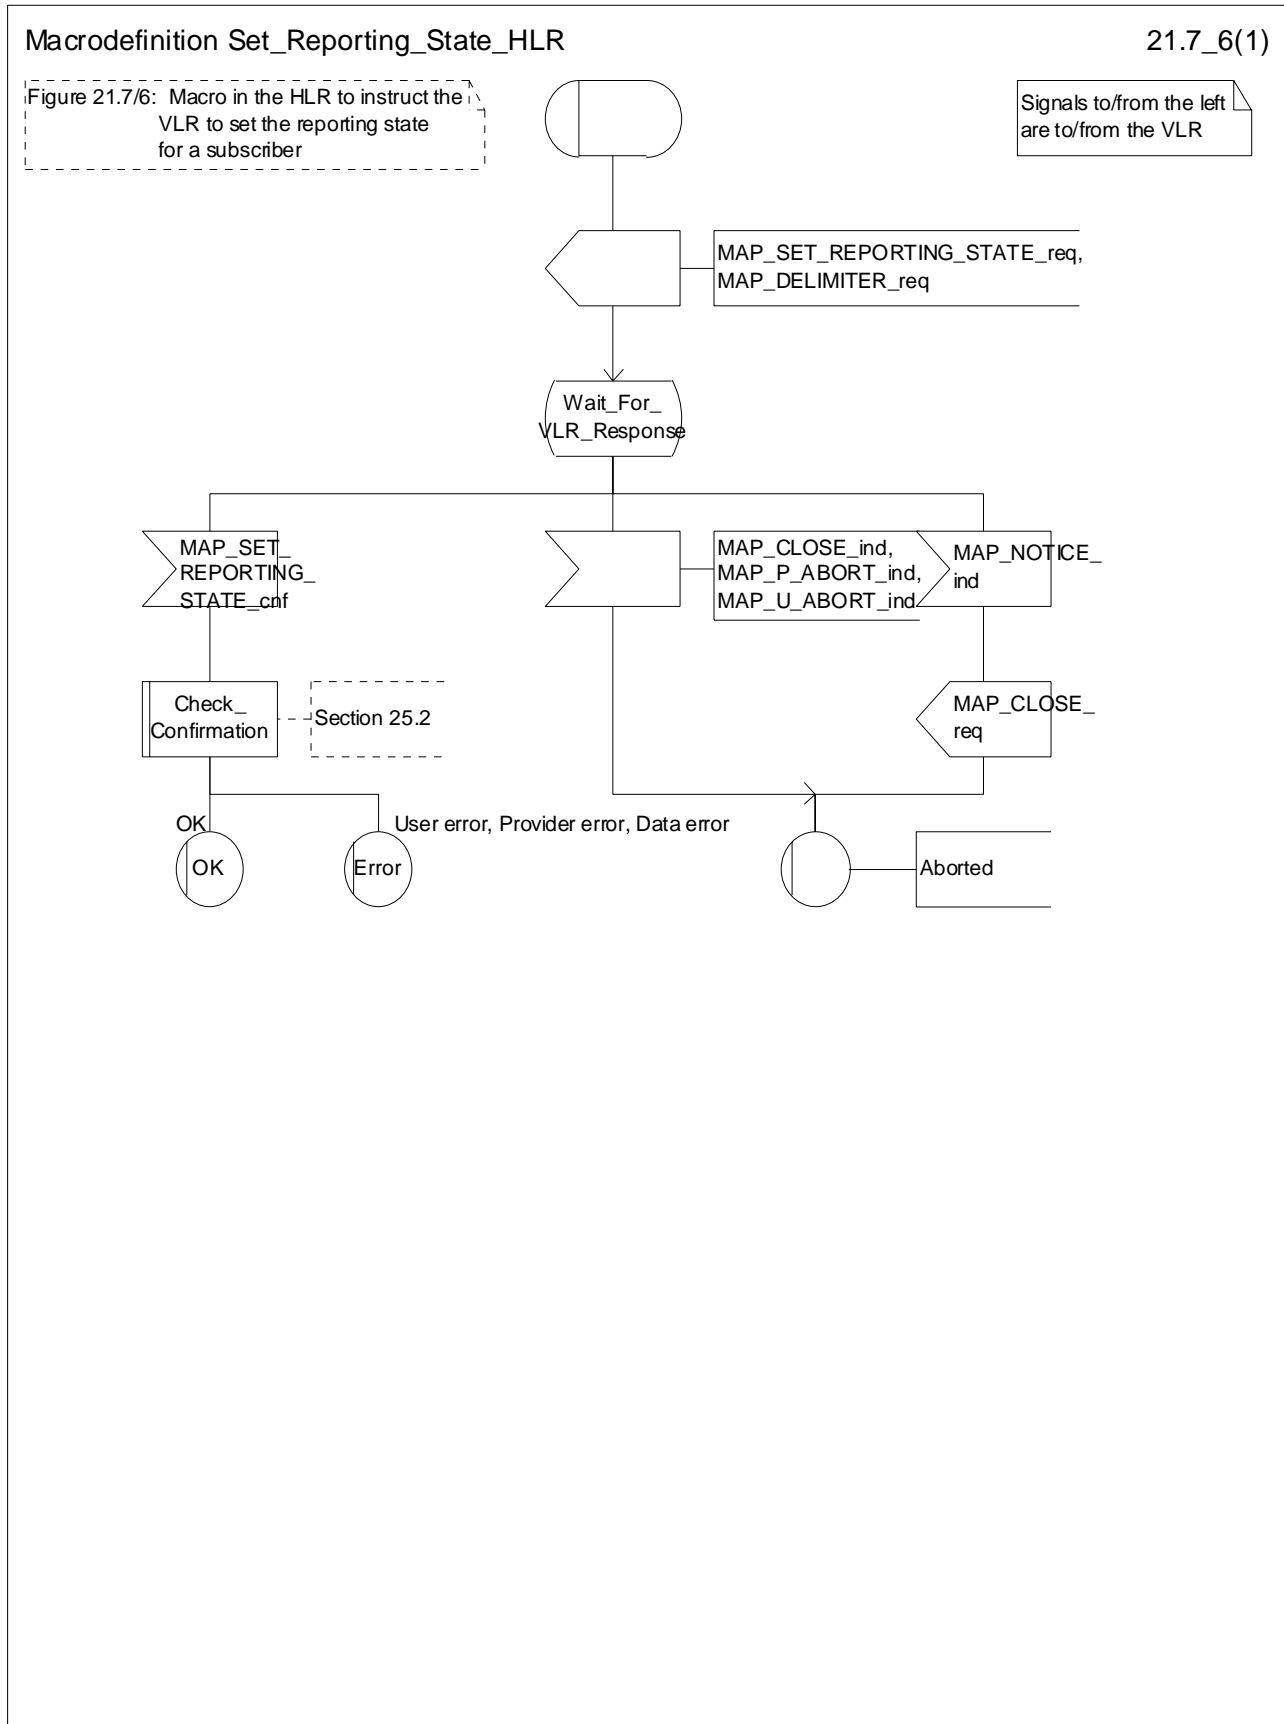 Macrodefinition Set_Reporting_State_HLR
21.7_6(1)
Figure 21.7/6: Macro in the HLR to instruct the
VLR to set the reporting state
for a subscriber
Signals to/from the left
are to/from the VLR
MAP_SET_REPORTING_STATE_req,
MAP_DELIMITER_req
Wait_For_
VLR_Response
MAP_SET_
REPORTING_
STATE_cnf
MAP_CLOSE_ind,
MAP_P_ABORT_ind,
MAP_U_ABORT_ind
MAP_NOTICE_
ind
Check_
Confirmation
Section 25.2
MAP_CLOSE_
req
OK
User error, Provider error, Data error
OK
Error
Aborted